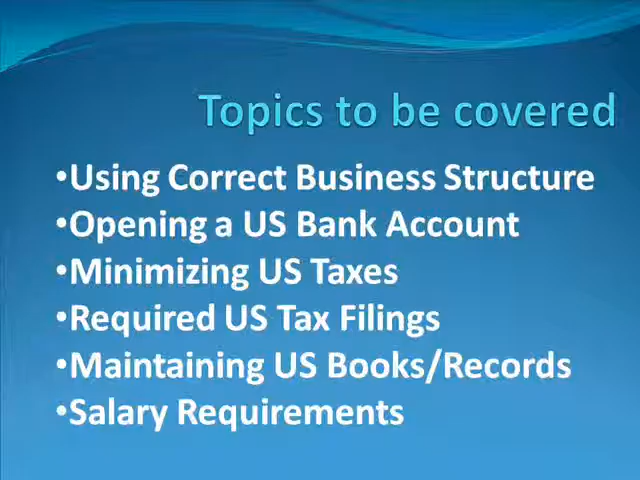 Topics to be covered
•Using Correct Business Structure
•Opening a US Bank Account
•Minimizing US Taxes
•Required US Tax Filings
•Maintaining US Books/Records
•Salary Requirements